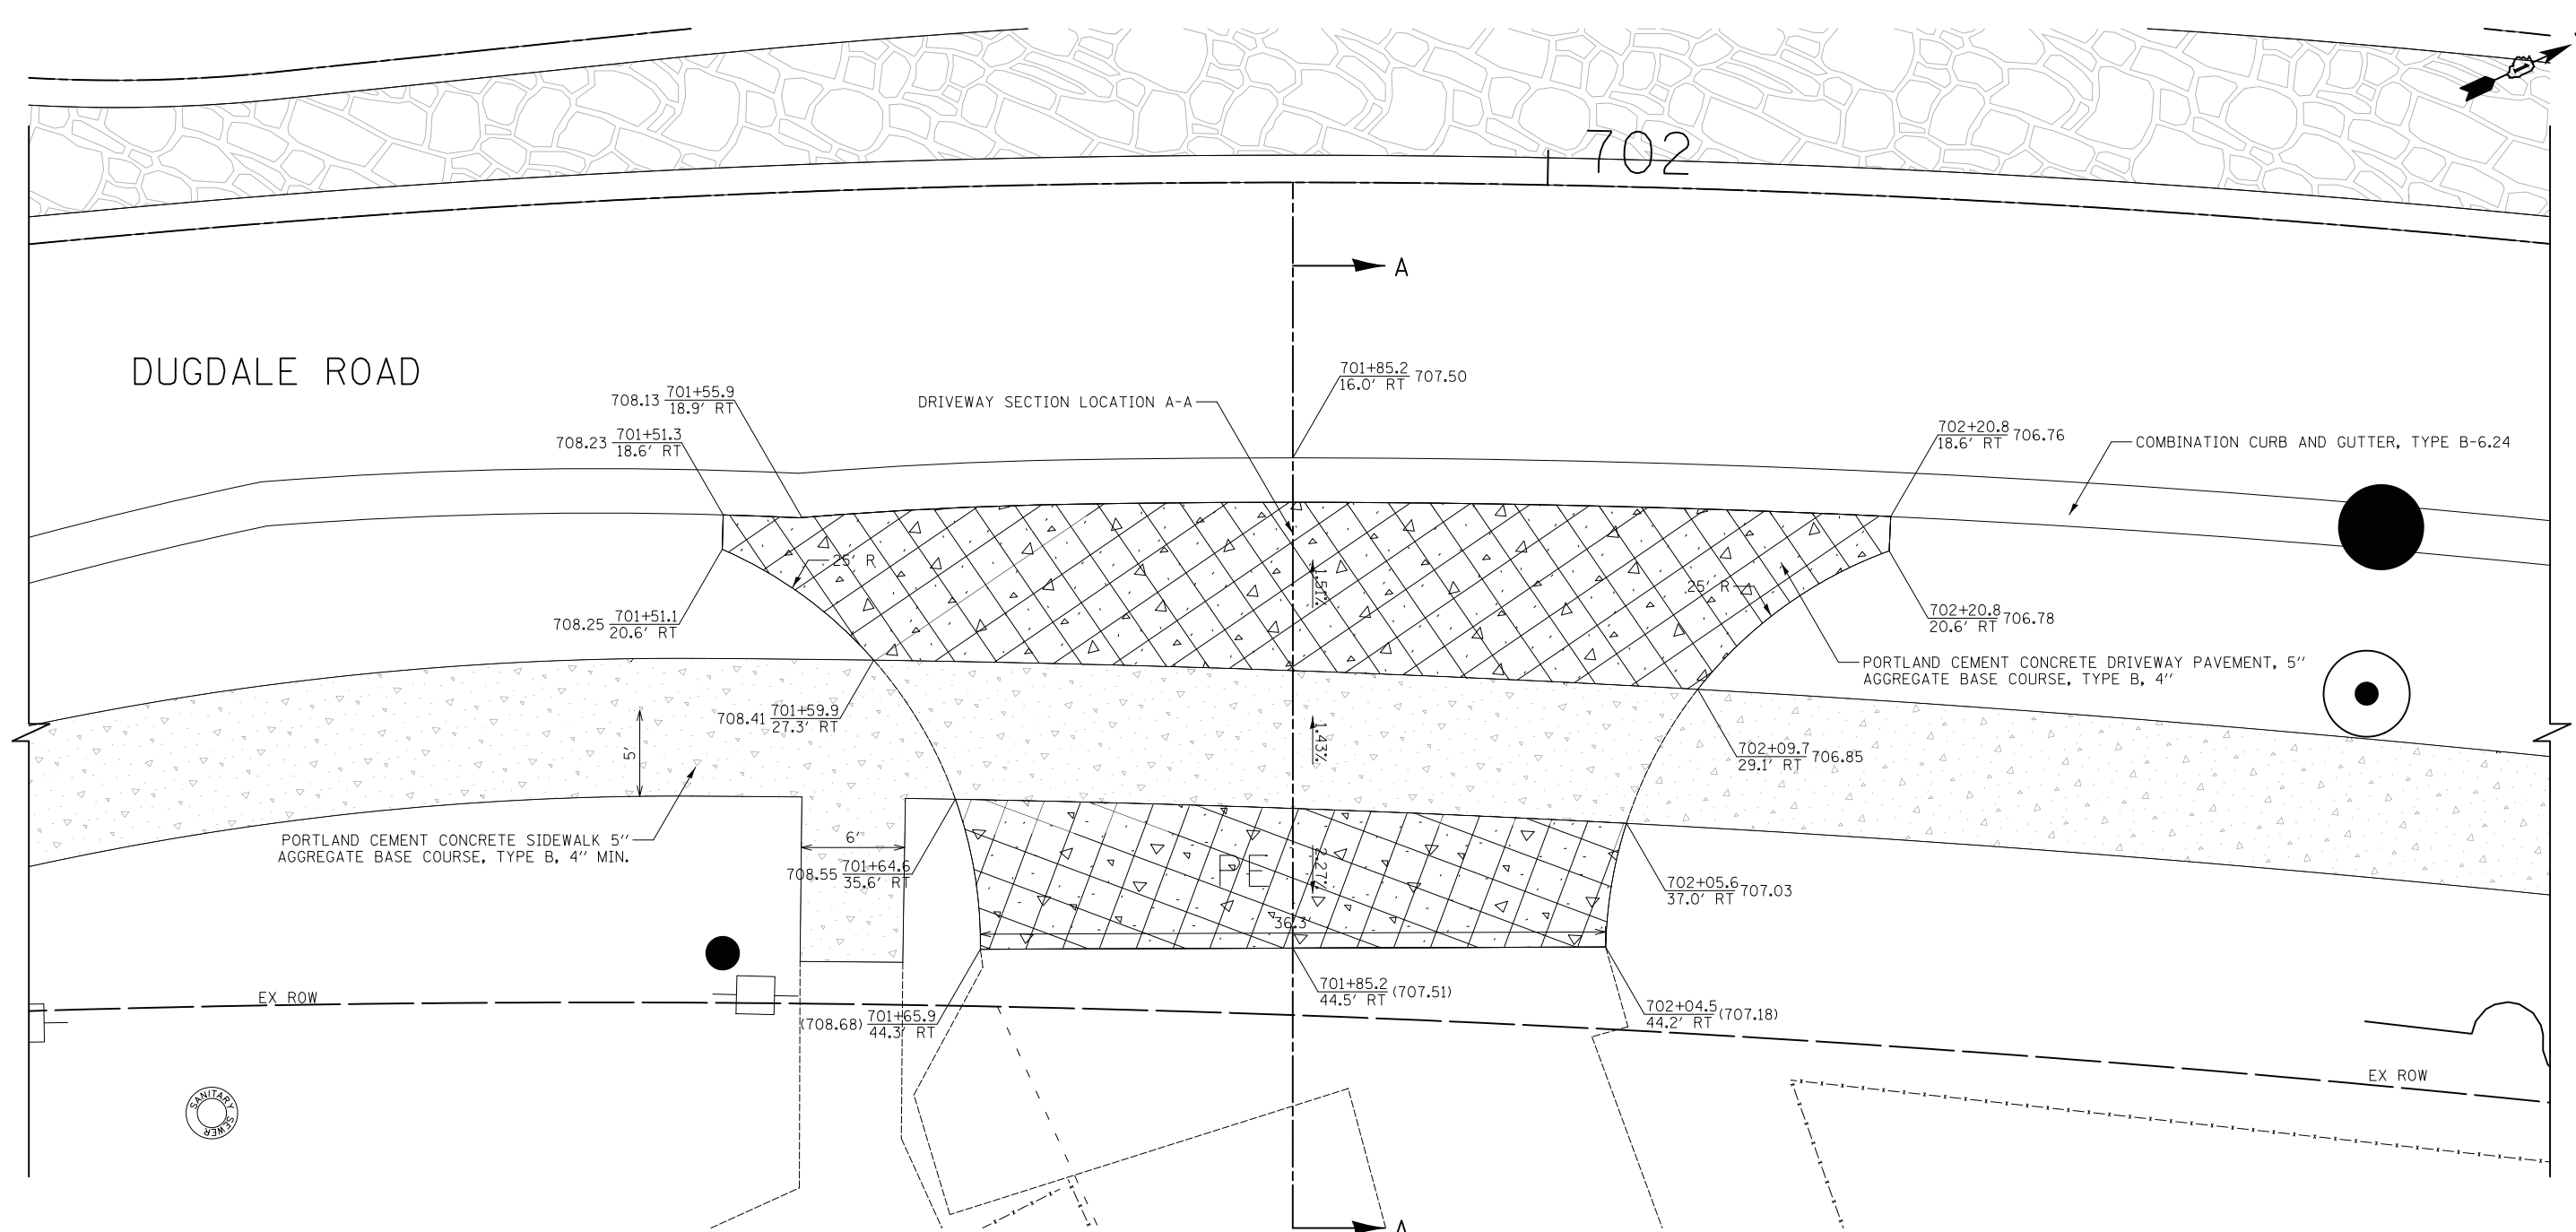 702
A
DUGDALE ROAD
701+85.2
16.0' RT
707.50
708.13
701+55.9
18.9' RT
DRIVEWAY SECTION LOCATION A-A
708.23
701+51.3
18.6' RT
702+20.8
18.6' RT
706.76
COMBINATION CURB AND GUTTER, TYPE B-6.24
25' R
1.51%
25' R
708.25
701+51.1
20.6' RT
702+20.8
20.6' RT
706.78
PORTLAND CEMENT CONCRETE DRIVEWAY PAVEMENT, 5"
AGGREGATE BASE COURSE, TYPE B, 4"
708.41
701+59.9
27.3' RT
5'
1.43%
702+09.7
29.1' RT
706.85
PORTLAND CEMENT CONCRETE SIDEWALK 5"
AGGREGATE BASE COURSE, TYPE B, 4" MIN.
6'
708.55
701+64.6
35.6' RT
PE
2.27%
702+05.6
37.0' RT
707.03
36.3'
701+85.2
44.5' RT
(707.51)
EX ROW
(708.68)
701+65.9
44.3' RT
702+04.5
44.2' RT
(707.18)
EX ROW
SANITARY SEWER
A